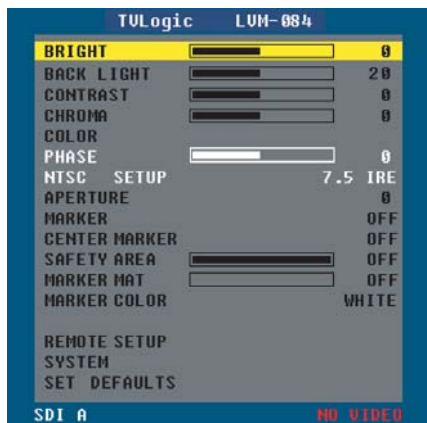 TVLogic LVM-084
BRIGHT 0
BACK LIGHT 20
CONTRAST 0
CHROMA 0
COLOR
PHASE 0
NTSC SETUP 7.5 IRE
APERTURE 0
MARKER OFF
CENTER MARKER OFF
SAFETY AREA OFF
MARKER MAT OFF
MARKER COLOR WHITE
REMOTE SETUP
SYSTEM
SET DEFAULTS
SDI A NO VIDEO